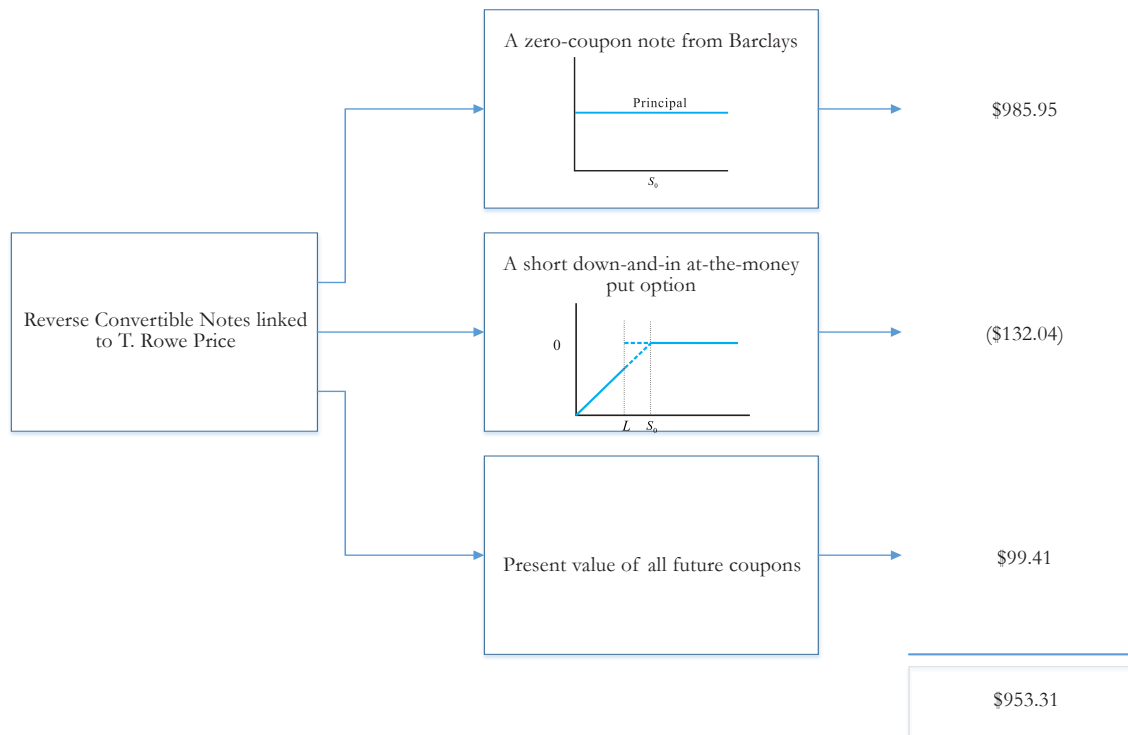 A zero-coupon note from Barclays
Principal
S₀
$985.95
Reverse Convertible Notes linked
to T. Rowe Price
A short down-and-in at-the-money
put option
0
L S₀
($132.04)
Present value of all future coupons
$99.41
$953.31